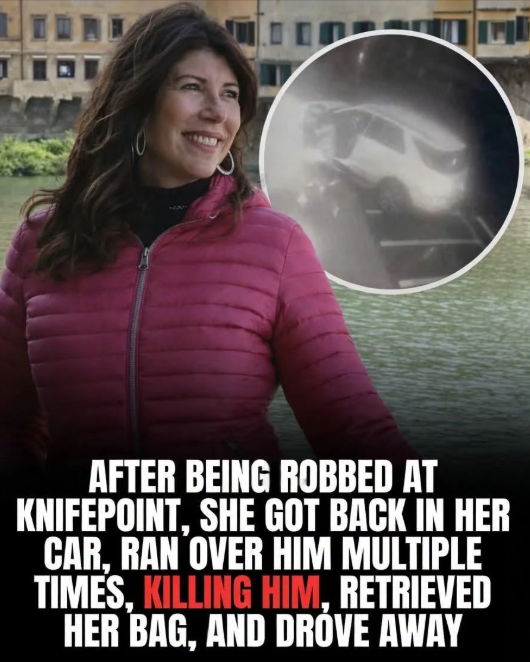 AFTER BEING ROBBED AT
KNIFEPOINT, SHE GOT BACK IN HER
CAR, RAN OVER HIM MULTIPLE
TIMES, KILLING HIM, RETRIEVED
HER BAG, AND DROVE AWAY